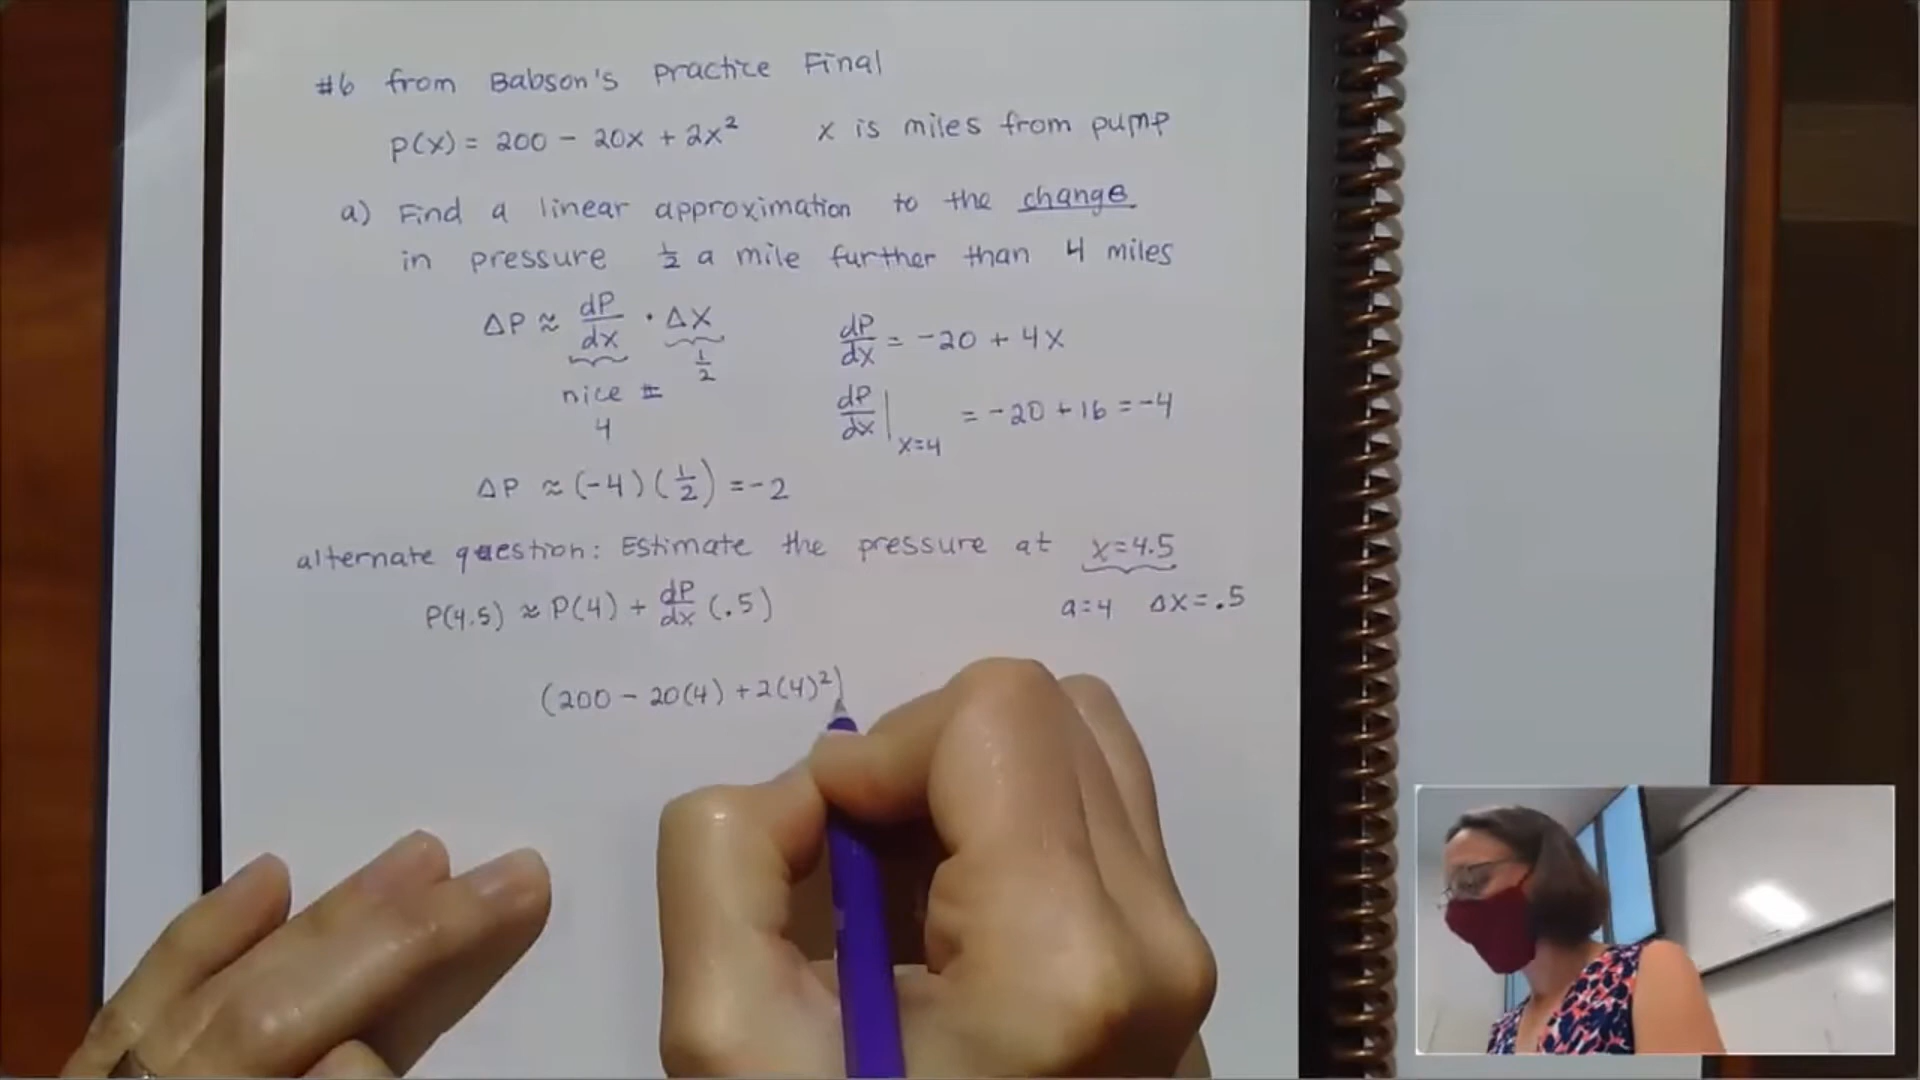 #6 from Babson's Practice Final
P(x) = 200 - 20x + 2x² x is miles from pump
a) Find a linear approximation to the change
in pressure ½ a mile further than 4 miles
ΔP ≈ dP/dx · Δx dP/dx = -20 + 4x
1/2
nice #
4
dP/dx |x=4 = -20 + 16 = -4
ΔP ≈ (-4)(1/2) = -2
alternate question: Estimate the pressure at x=4.5
P(4.5) ≈ P(4) + dP/dx (.5) a=4 Δx=.5
(200 - 20(4) + 2(4)²)